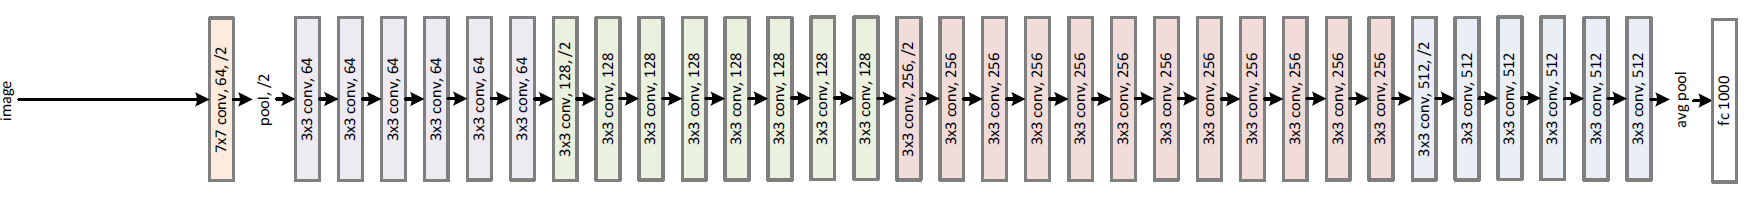 image
7x7 conv, 64, /2
pool, /2
3x3 conv, 64
3x3 conv, 64
3x3 conv, 64
3x3 conv, 64
3x3 conv, 64
3x3 conv, 64
3x3 conv, 128, /2
3x3 conv, 128
3x3 conv, 128
3x3 conv, 128
3x3 conv, 128
3x3 conv, 128
3x3 conv, 128
3x3 conv, 128
3x3 conv, 256, /2
3x3 conv, 256
3x3 conv, 256
3x3 conv, 256
3x3 conv, 256
3x3 conv, 256
3x3 conv, 256
3x3 conv, 256
3x3 conv, 256
3x3 conv, 256
3x3 conv, 256
3x3 conv, 256
3x3 conv, 512, /2
3x3 conv, 512
3x3 conv, 512
3x3 conv, 512
3x3 conv, 512
3x3 conv, 512
avg pool
fc 1000